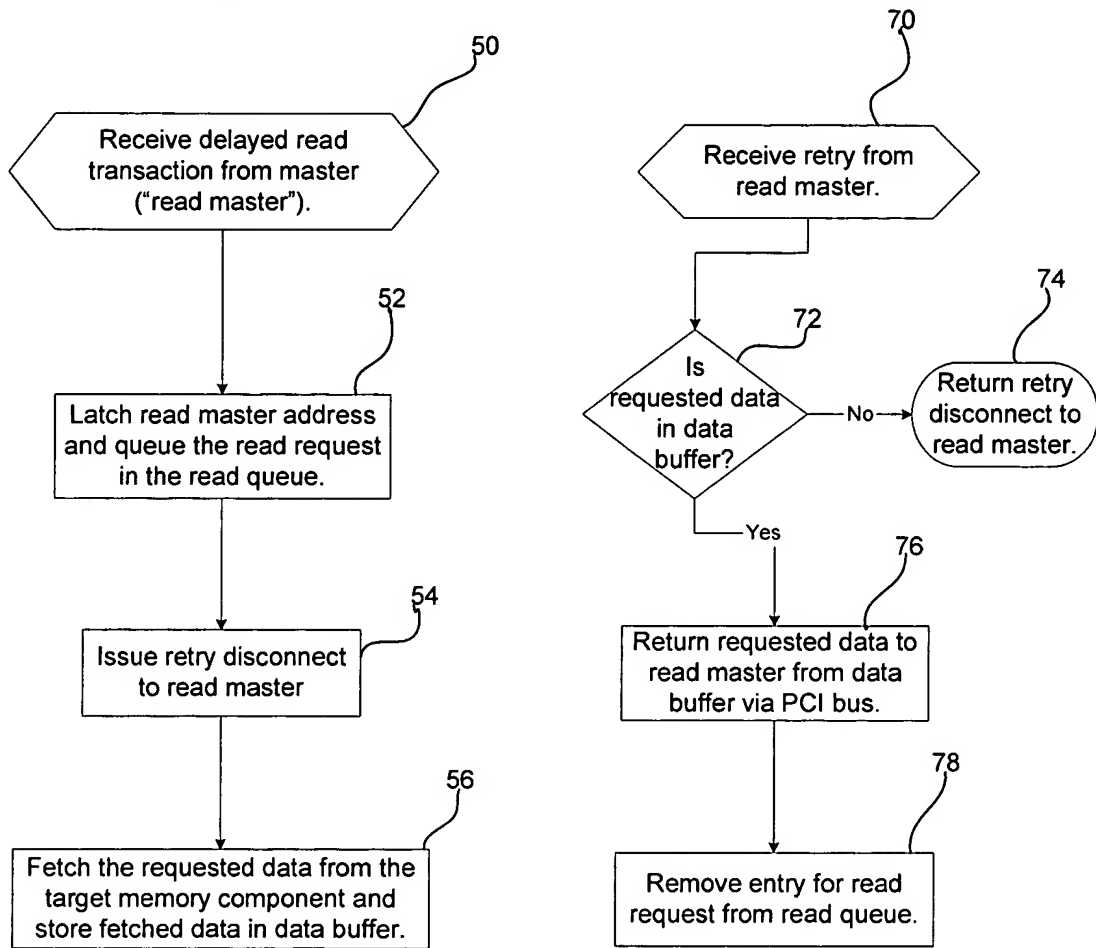 50
Receive delayed read
transaction from master
(“read master”).
52
Latch read master address
and queue the read request
in the read queue.
54
Issue retry disconnect
to read master
56
Fetch the requested data from the
target memory component and
store fetched data in data buffer.
70
Receive retry from
read master.
72
Is
requested data
in data
buffer?
No
74
Return retry
disconnect to
read master.
Yes
76
Return requested data to
read master from data
buffer via PCI bus.
78
Remove entry for read
request from read queue.